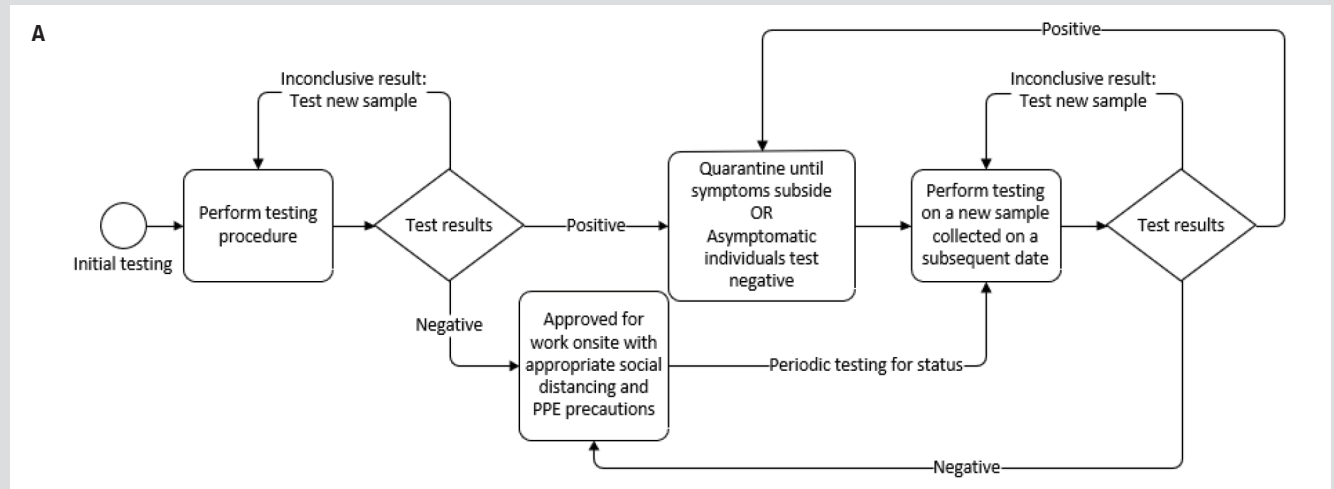 A
Positive
Inconclusive result:
Test new sample
Inconclusive result:
Test new sample
Initial testing
Perform testing
procedure
Test results
Positive
Quarantine until
symptoms subside
OR
Asymptomatic
individuals test
negative
Perform testing
on a new sample
collected on a
subsequent date
Test results
Negative
Approved for
work onsite with
appropriate social
distancing and
PPE precautions
Periodic testing for status
Negative